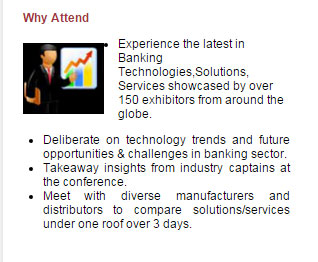 Why Attend
• Experience the latest in
Banking
Technologies,Solutions,
Services showcased by over
150 exhibitors from around the
globe.
• Deliberate on technology trends and future
opportunities & challenges in banking sector.
• Takeaway insights from industry captains at
the conference.
• Meet with diverse manufacturers and
distributors to compare solutions/services
under one roof over 3 days.